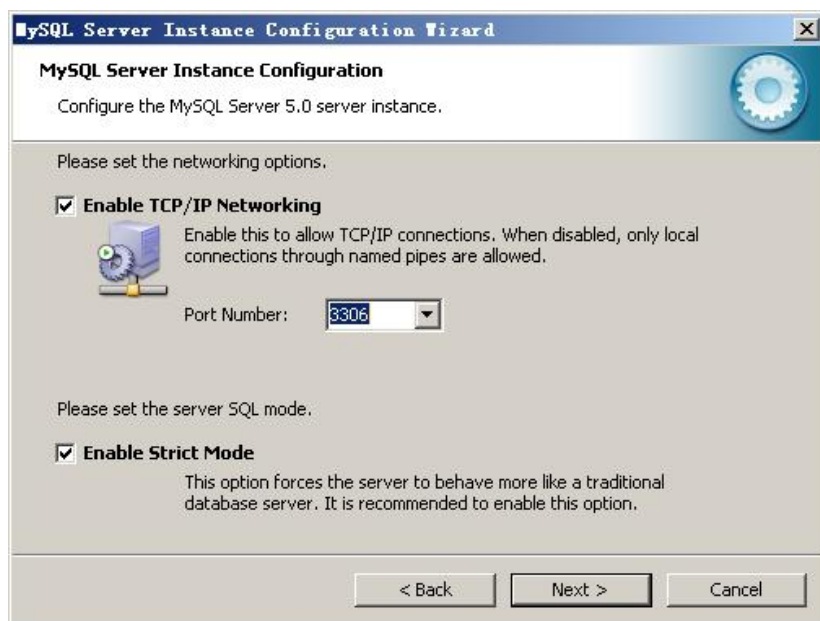 MySQL Server Instance Configuration Wizard
MySQL Server Instance Configuration
Configure the MySQL Server 5.0 server instance.
Please set the networking options.
Enable TCP/IP Networking
Enable this to allow TCP/IP connections. When disabled, only local
connections through named pipes are allowed.
Port Number: 3306
Please set the server SQL mode.
Enable Strict Mode
This option forces the server to behave more like a traditional
database server. It is recommended to enable this option.
< Back Next > Cancel